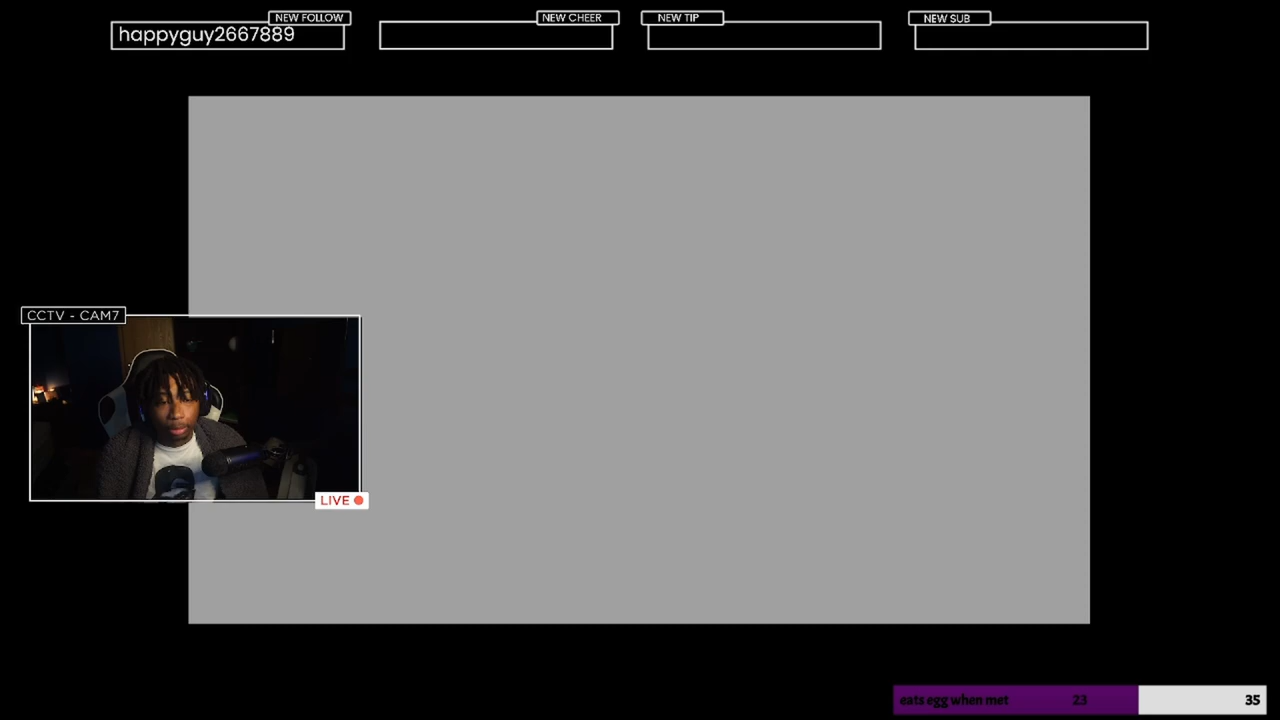 NEW FOLLOW
happyguy2667889
NEW CHEER
NEW TIP
NEW SUB
CCTV - CAM7
LIVE
eats egg when met 23 35